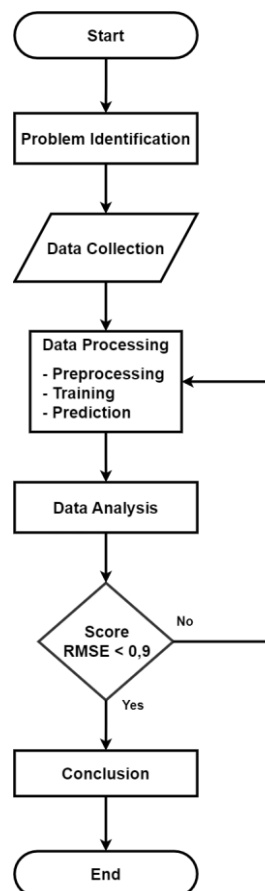 Start
Problem Identification
Data Collection
Data Processing
- Preprocessing
- Training
- Prediction
Data Analysis
Score
RMSE < 0,9
No
Yes
Conclusion
End